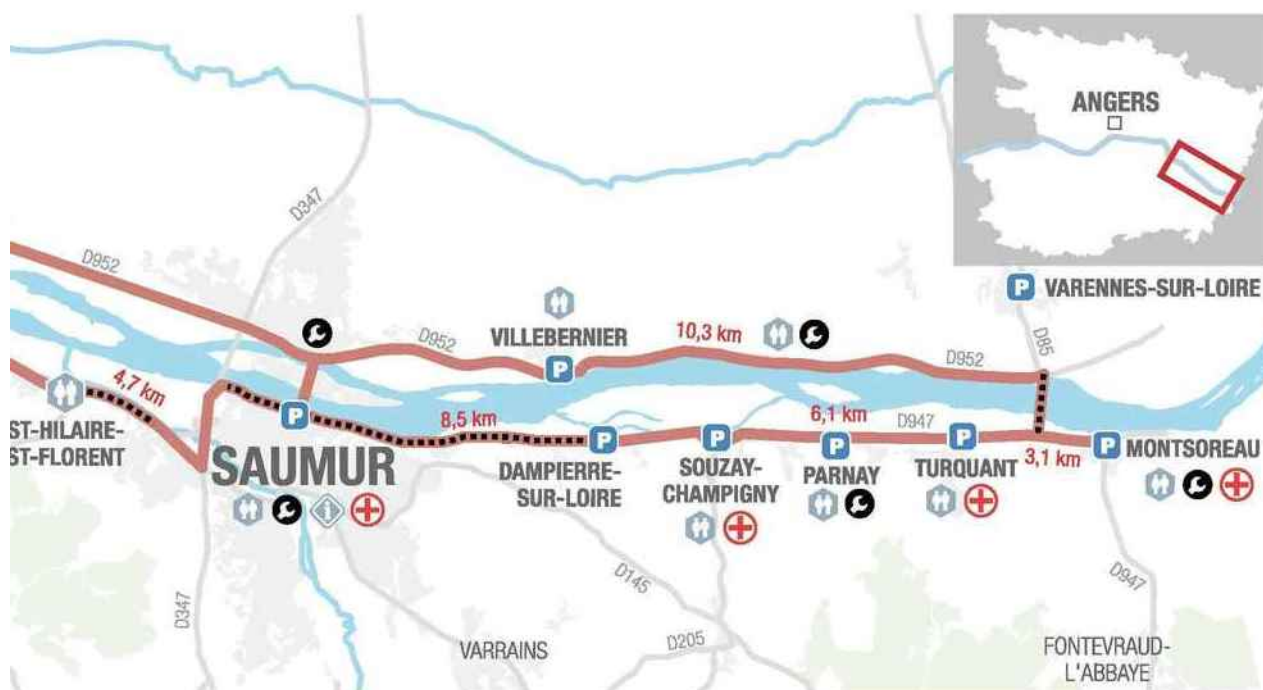 ANGERS
D347
D952
VARENNES-SUR-LOIRE
VILLEBERNIER
10,3 km
D952
D952
D85
4,7 km
8,5 km
6,1 km
D947
ST-HILAIRE-
ST-FLORENT
SAUMUR
DAMPIERRE-
SUR-LOIRE
SOUZAY-
CHAMPIGNY
PARNAY
TURQUANT
3,1 km
MONTSOREAU
P
P
P
P
P
P
P
P
i
D347
D145
D205
D947
VARRAINS
FONTEVRAUD-
L'ABBAYE